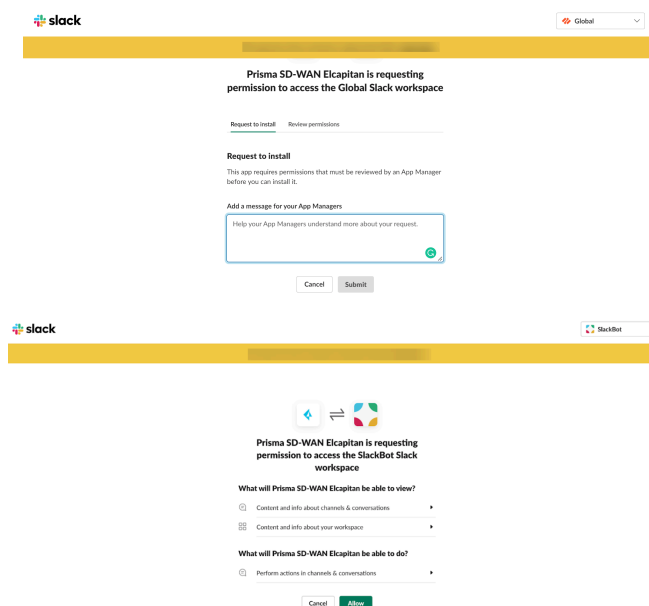 slack
Global
Prisma SD-WAN Elcapitan is requesting
permission to access the Global Slack workspace
Request to install
Review permissions
Request to install
This app requires permissions that must be reviewed by an App Manager
before you can install it.
Add a message for your App Managers
Help your App Managers understand more about your request.
Cancel
Submit
slack
SlackBot
Prisma SD-WAN Elcapitan is requesting
permission to access the SlackBot Slack
workspace
What will Prisma SD-WAN Elcapitan be able to view?
Content and info about channels & conversations
Content and info about your workspace
What will Prisma SD-WAN Elcapitan be able to do?
Perform actions in channels & conversations
Cancel
Allow